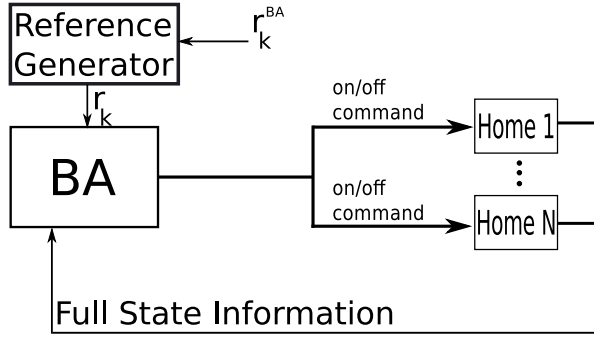 Reference
Generator
r_k^BA
r_k
BA
on/off
command
Home 1
on/off
command
Home N
Full State Information